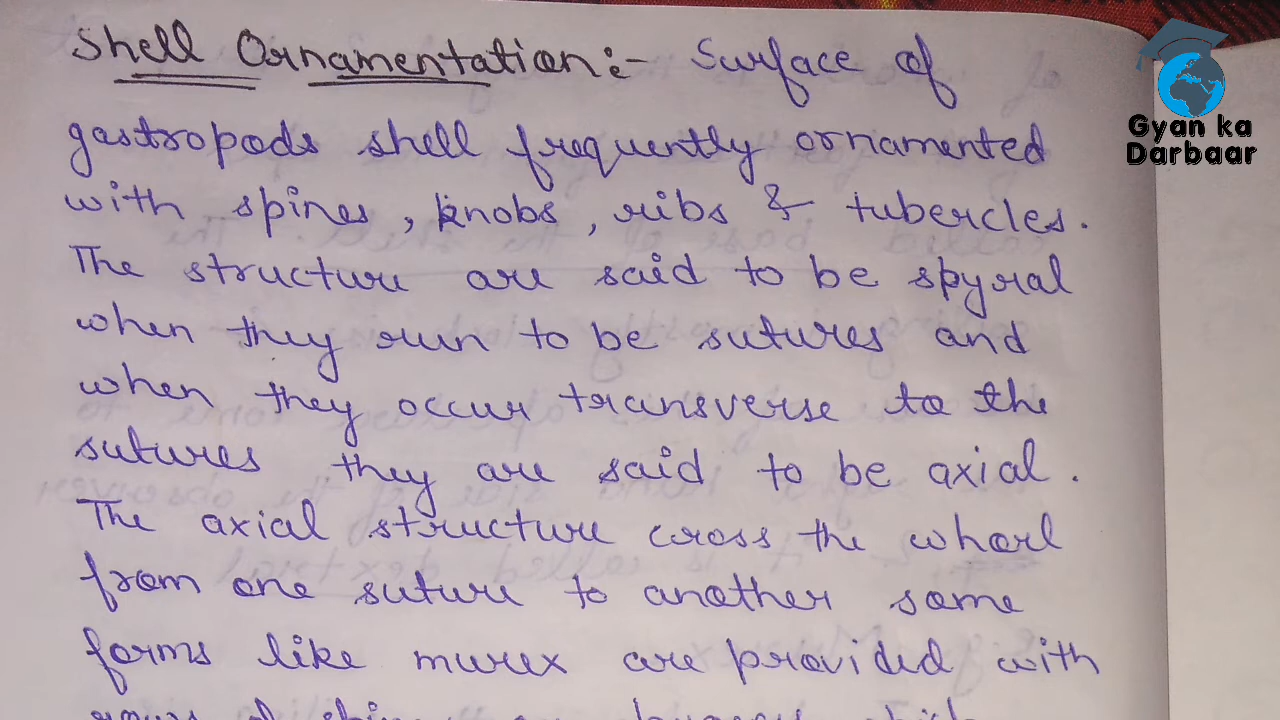 Shell Ornamentation:- Surface of
gastropods shell frequently ornamented
with spines, knobs, ribs & tubercles.
The structure are said to be spyral
when they run to be sutures and
when they occur transverse to the
sutures they are said to be axial.
The axial structure cross the whorl
from one suture to another some
forms like murex are provided with
Gyan ka
Darbaar